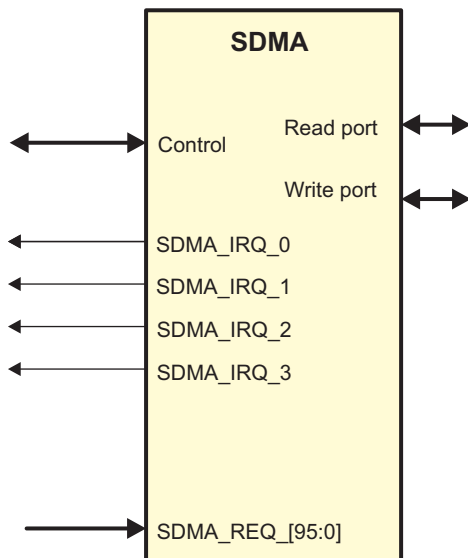 SDMA
Control
Read port
Write port
SDMA_IRQ_0
SDMA_IRQ_1
SDMA_IRQ_2
SDMA_IRQ_3
SDMA_REQ_[95:0]